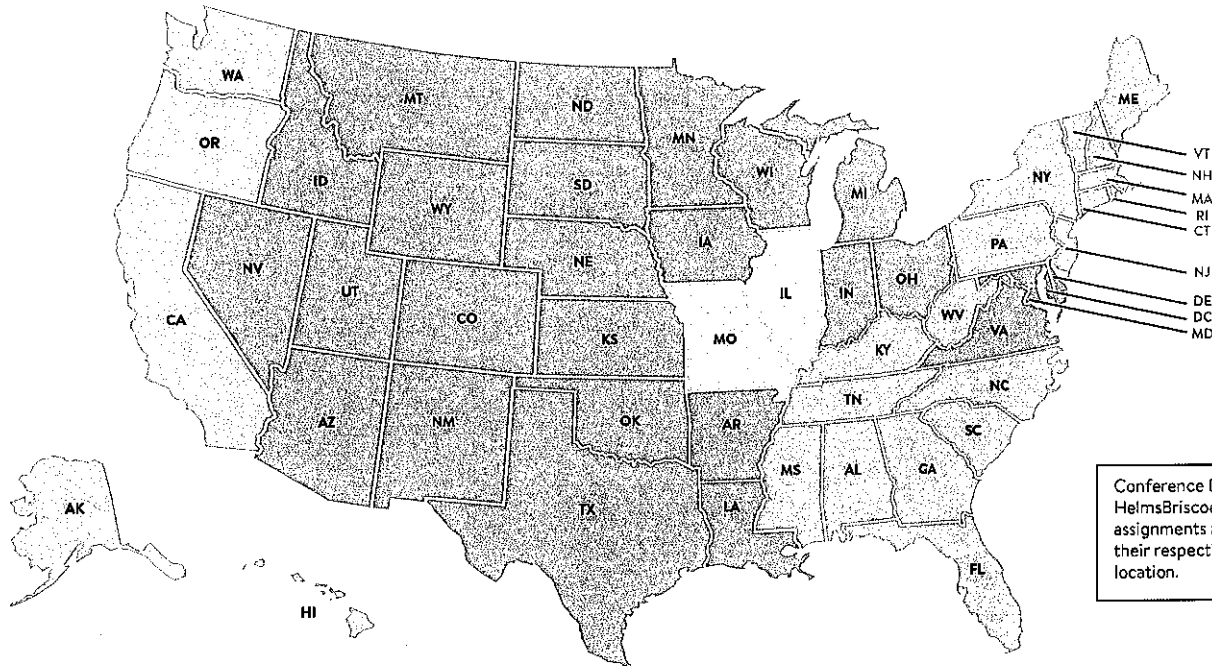 WA
MT
ND
MN
ME
OR
VT
ID
SD
WI
NY
NH
WY
MI
MA
RI
IA
CT
NV
NE
PA
UT
IL
IN
OH
NJ
CA
CO
DE
KS
MO
WV
VA
DC
MD
KY
NC
AZ
NM
OK
TN
AR
SC
MS
AL
GA
AK
TX
LA
FL
HI
Conference
HelmsBriscoe
assignments
their
location.